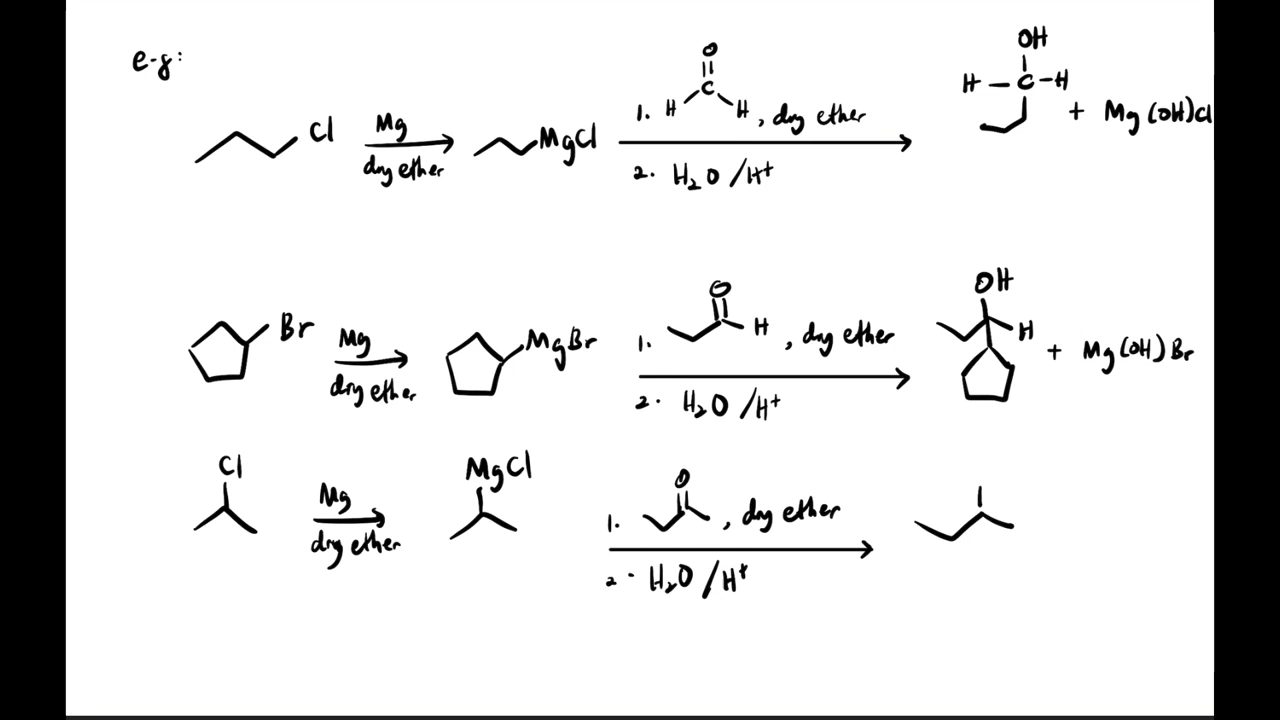 e.g:
Cl Mg dry ether MgCl 1. H C O H , dry ether 2. H2O /H+ OH H - C - H + Mg(OH)Cl
Br Mg dry ether MgBr 1. O H , dry ether 2. H2O /H+ OH H + Mg(OH)Br
Cl Mg dry ether MgCl 1. O , dry ether 2. H2O /H+